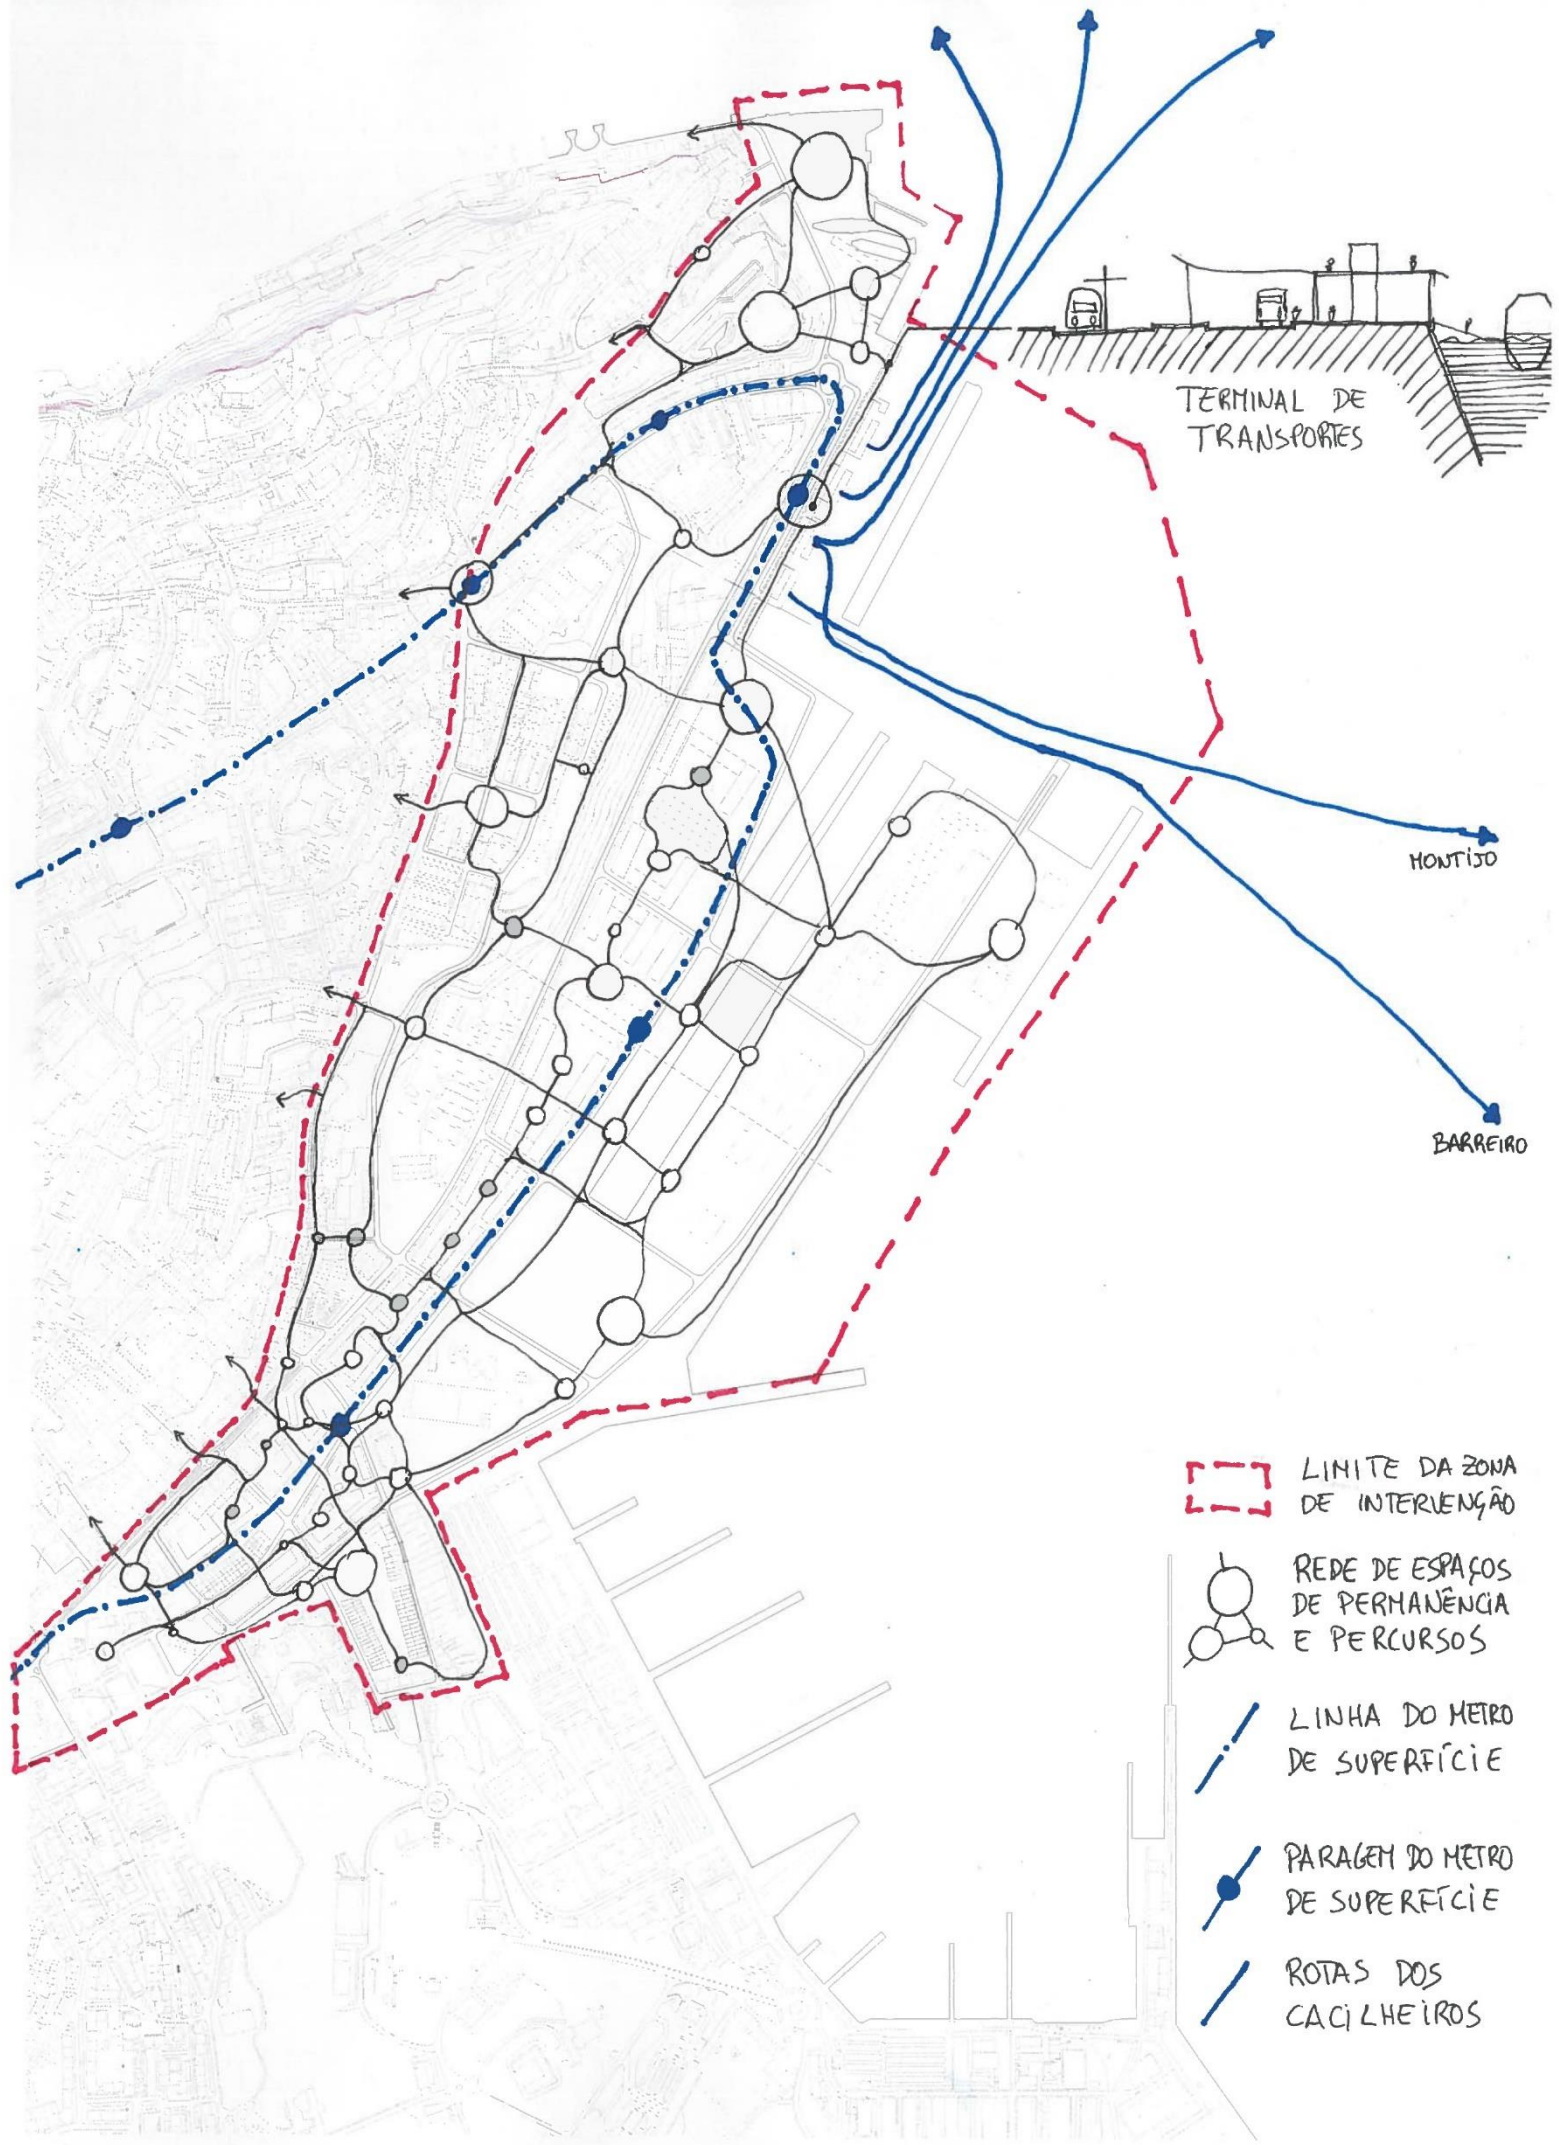 TERMINAL DE
TRANSPORTES
MONTIJO
BARREIRO
LIMITE DA ZONA
DE INTERVENÇÃO
REDE DE ESPAÇOS
DE PERMANÊNCIA
E PERCURSOS
LINHA DO METRO
DE SUPERFÍCIE
PARAGEM DO METRO
DE SUPERFÍCIE
ROTAS DOS
CACILHEIROS